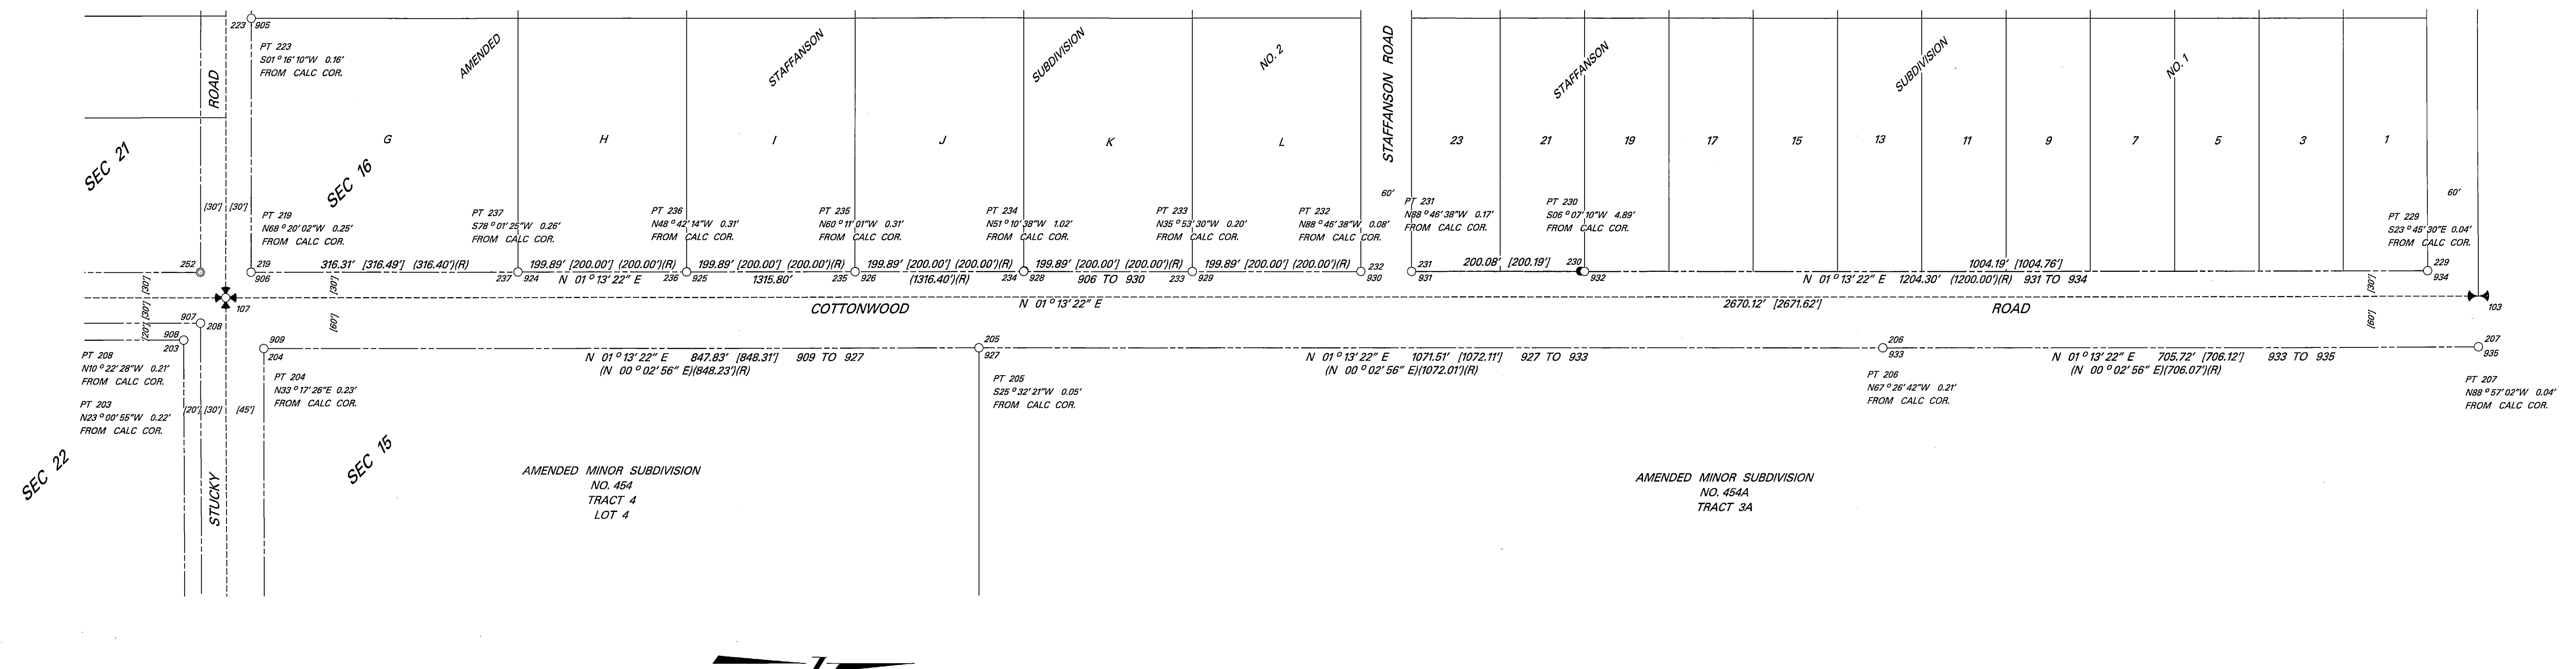 223 905
PT 223
S01 º 16' 10"W 0.16'
FROM CALC COR.
ROAD
AMENDED
STAFFANSON
SUBDIVISION
NO. 2
STAFFANSON ROAD
STAFFANSON
SUBDIVISION
NO. 1
SEC 21
SEC 16
G
H
I
J
K
L
23
21
19
17
15
13
11
9
7
5
3
1
60'
60'
[30'] [30']
PT 219
N68 º 20' 02"W 0.25'
FROM CALC COR.
PT 237
S78 º 01' 25"W 0.26'
FROM CALC COR.
PT 236
N48 º 42' 14"W 0.31'
FROM CALC COR.
PT 235
N60 º 11' 01"W 0.31'
FROM CALC COR.
PT 234
N51 º 10' 38"W 1.02'
FROM CALC COR.
PT 233
N35 º 53' 30"W 0.20'
FROM CALC COR.
PT 232
N88 º 46' 38"W 0.08'
FROM CALC COR.
PT 231
N88 º 46' 38"W 0.17'
FROM CALC COR.
PT 230
S06 º 07' 10"W 4.89'
FROM CALC COR.
PT 229
S23 º 45' 30"E 0.04'
FROM CALC COR.
252
219
906
316.31' [316.49'] (316.40')(R)
237 924
199.89' [200.00'] (200.00')(R)
236 925
199.89' [200.00'] (200.00')(R)
235 926
199.89' [200.00'] (200.00')(R)
234 928
199.89' [200.00'] (200.00')(R)
233 929
199.89' [200.00'] (200.00')(R)
232
930
N 01 º 13' 22" E 1315.80' (1316.40')(R) 906 TO 930
231
931
200.08' [200.19']
230
932
1004.19' [1004.76']
N 01 º 13' 22" E 1204.30' (1200.00')(R) 931 TO 934
229
934
[30']
[30']
[20']
[30']
[60']
[30']
[60']
107
COTTONWOOD
N 01 º 13' 22" E
2670.12' [2671.62']
ROAD
103
907
208
908
203
909
204
N 01 º 13' 22" E 847.83' [848.31'] 909 TO 927
(N 00 º 02' 56" E)(848.23')(R)
205
927
N 01 º 13' 22" E 1071.51' [1072.11'] 927 TO 933
(N 00 º 02' 56" E)(1072.01')(R)
206
933
N 01 º 13' 22" E 705.72' [706.12'] 933 TO 935
(N 00 º 02' 56" E)(706.07')(R)
207
935
PT 208
N10 º 22' 28"W 0.21'
FROM CALC COR.
PT 203
N23 º 00' 55"W 0.22'
FROM CALC COR.
PT 204
N33 º 17' 26"E 0.23'
FROM CALC COR.
PT 205
S25 º 32' 21"W 0.05'
FROM CALC COR.
PT 206
N67 º 26' 42"W 0.21'
FROM CALC COR.
PT 207
N88 º 57' 02"W 0.04'
FROM CALC COR.
[20'] [30'] [45']
SEC 22
STUCKY
SEC 15
AMENDED MINOR SUBDIVISION
NO. 454
TRACT 4
LOT 4
AMENDED MINOR SUBDIVISION
NO. 454A
TRACT 3A